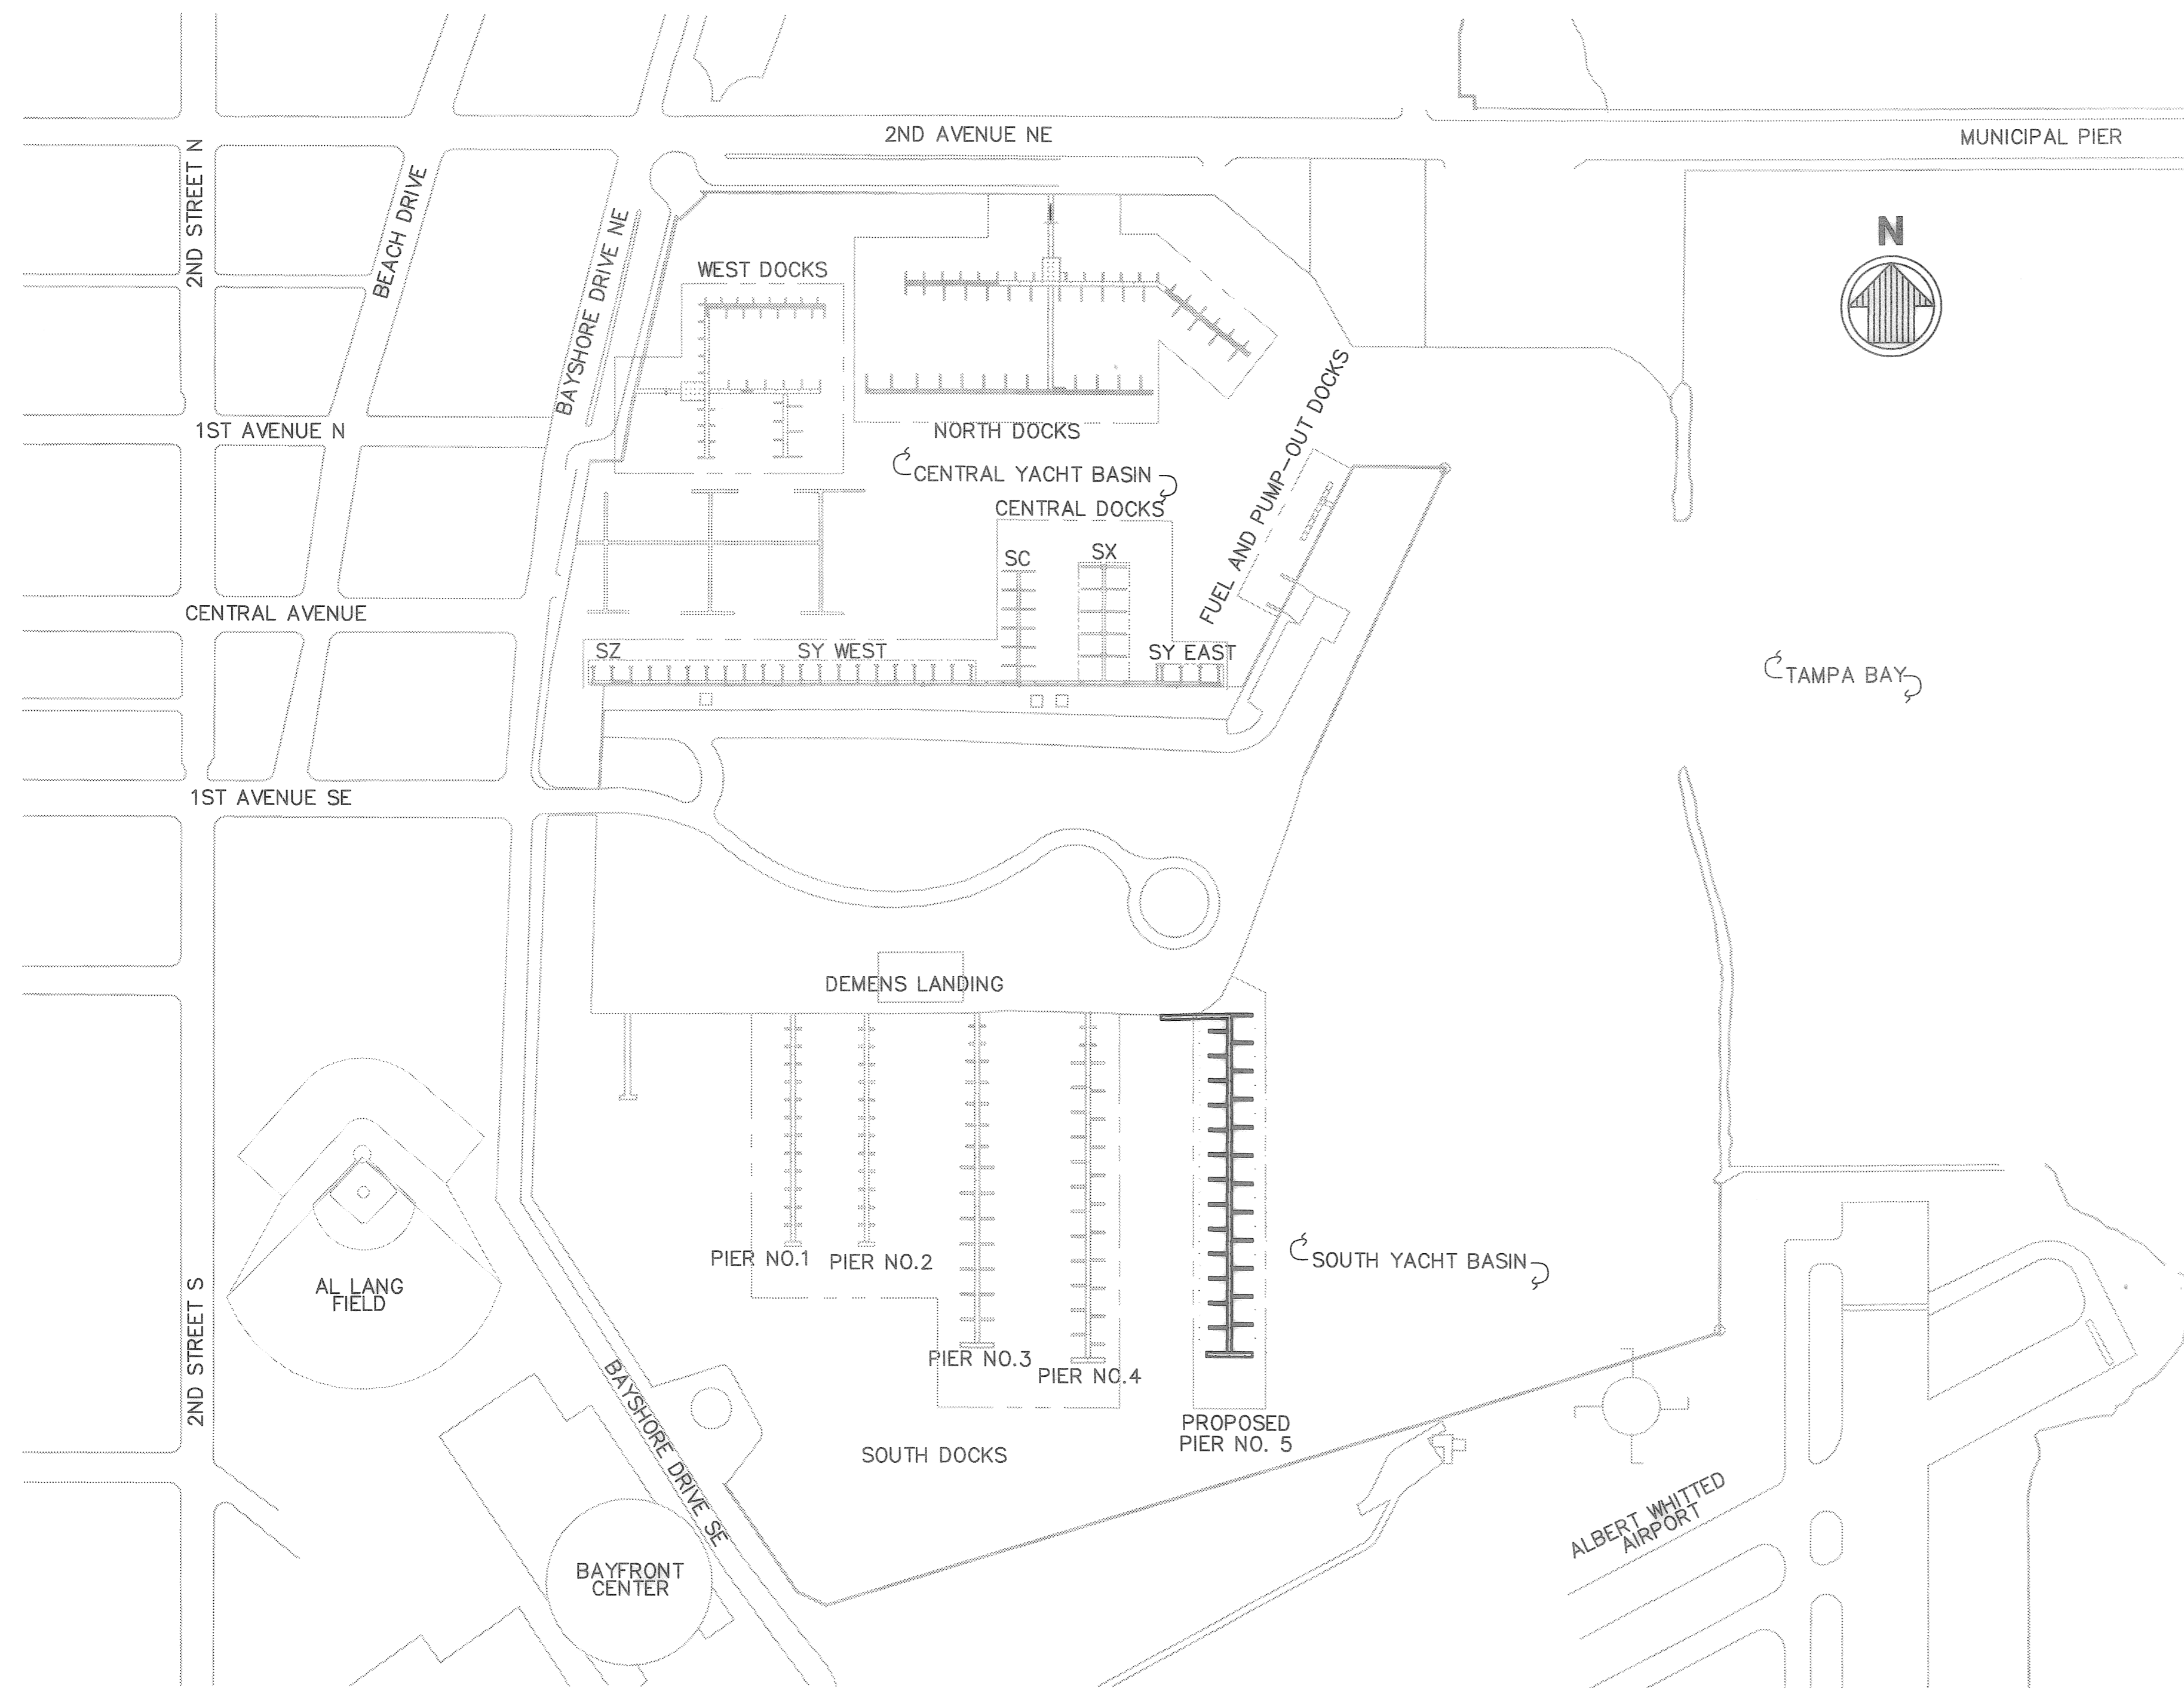 2ND AVENUE NE
MUNICIPAL PIER
2ND STREET N
BEACH DRIVE
BAYSHORE DRIVE NE
N
WEST DOCKS
1ST AVENUE N
NORTH DOCKS
CENTRAL YACHT BASIN
CENTRAL DOCKS
FUEL AND PUMP-OUT DOCKS
SC
SX
CENTRAL AVENUE
SZ
SY WEST
SY EAST
TAMPA BAY
1ST AVENUE SE
DEMENS LANDING
PIER NO.1
PIER NO.2
SOUTH YACHT BASIN
AL LANG
FIELD
2ND STREET S
PIER NO.3
PIER NO.4
BAYSHORE DRIVE SE
PROPOSED
PIER NO. 5
SOUTH DOCKS
ALBERT WHITTED
AIRPORT
BAYFRONT
CENTER